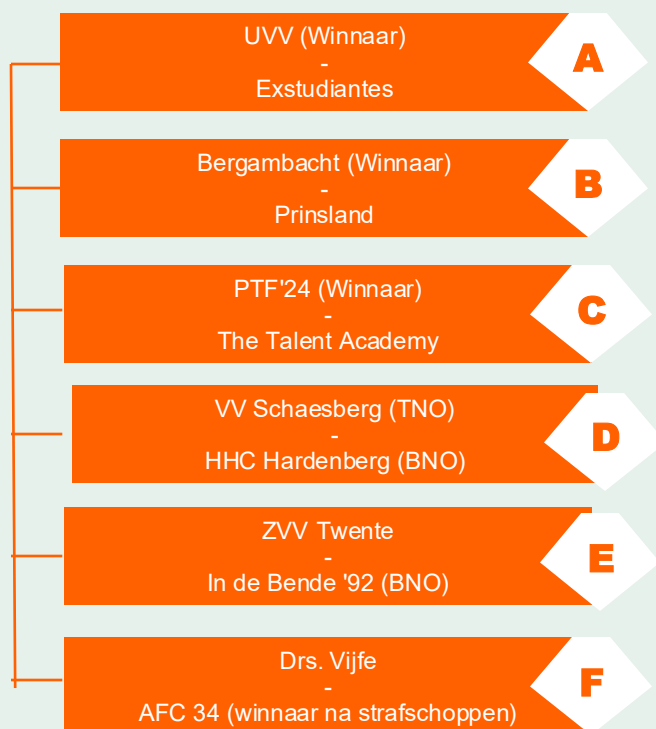 UVV (Winnaar)
-
Exstudiantes
A
Bergambacht (Winnaar)
-
Prinsland
B
PTF'24 (Winnaar)
-
The Talent Academy
C
VV Schaesberg (TNO)
-
HHC Hardenberg (BNO)
D
ZVV Twente
-
In de Bende '92 (BNO)
E
Drs. Vijfe
-
AFC 34 (winnaar na strafschoppen)
F